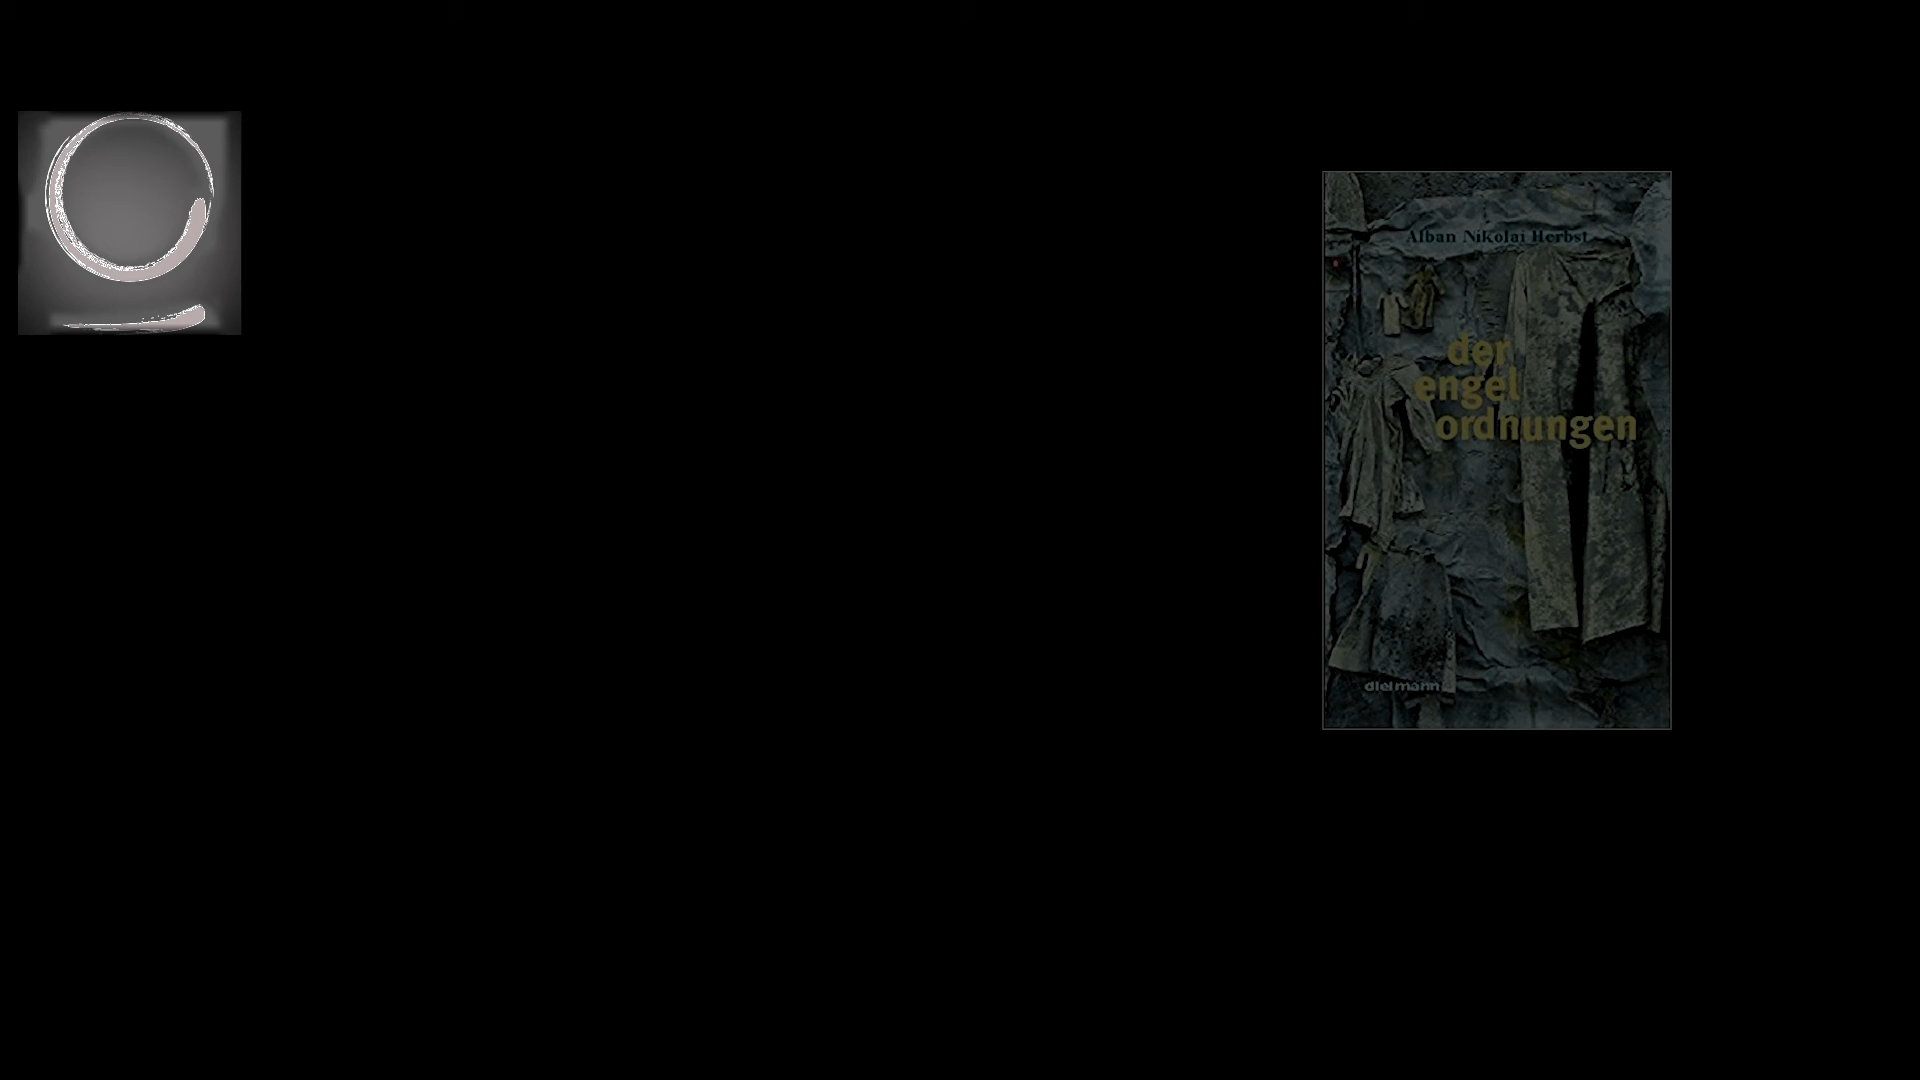 Alban Nikolai Herbst
der
engel
ordnungen
dielmann